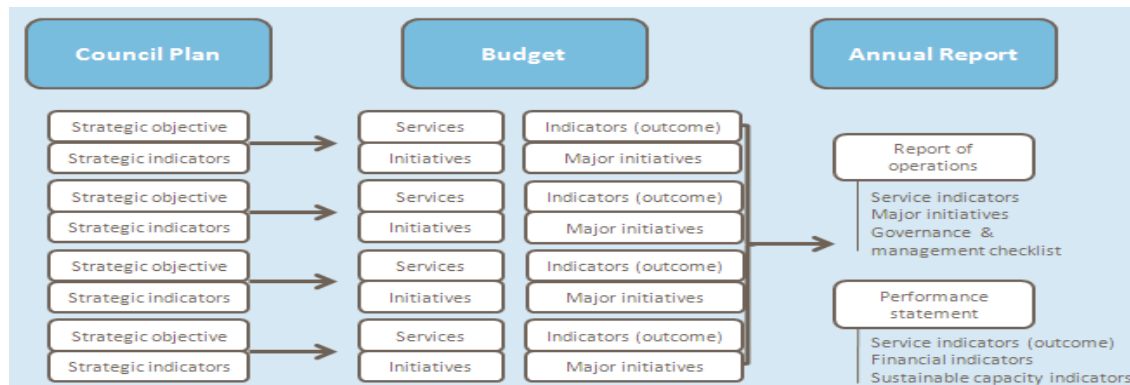 Council Plan
Budget
Annual Report
Strategic objective
Strategic indicators
Services
Indicators (outcome)
Initiatives
Major initiatives
Strategic objective
Strategic indicators
Services
Indicators (outcome)
Initiatives
Major initiatives
Strategic objective
Strategic indicators
Services
Indicators (outcome)
Initiatives
Major initiatives
Strategic objective
Strategic indicators
Services
Indicators (outcome)
Initiatives
Major initiatives
Report of
operations
Service indicators
Major initiatives
Governance &
management checklist
Performance
statement
Service indicators (outcome)
Financial indicators
Sustainable capacity indicators